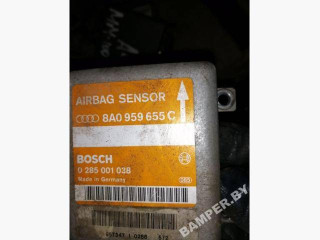 AIRBAG SENSOR
8A0 959 655 C
BOSCH
0 285 001 038
Made in Germany
BAMPER.BY